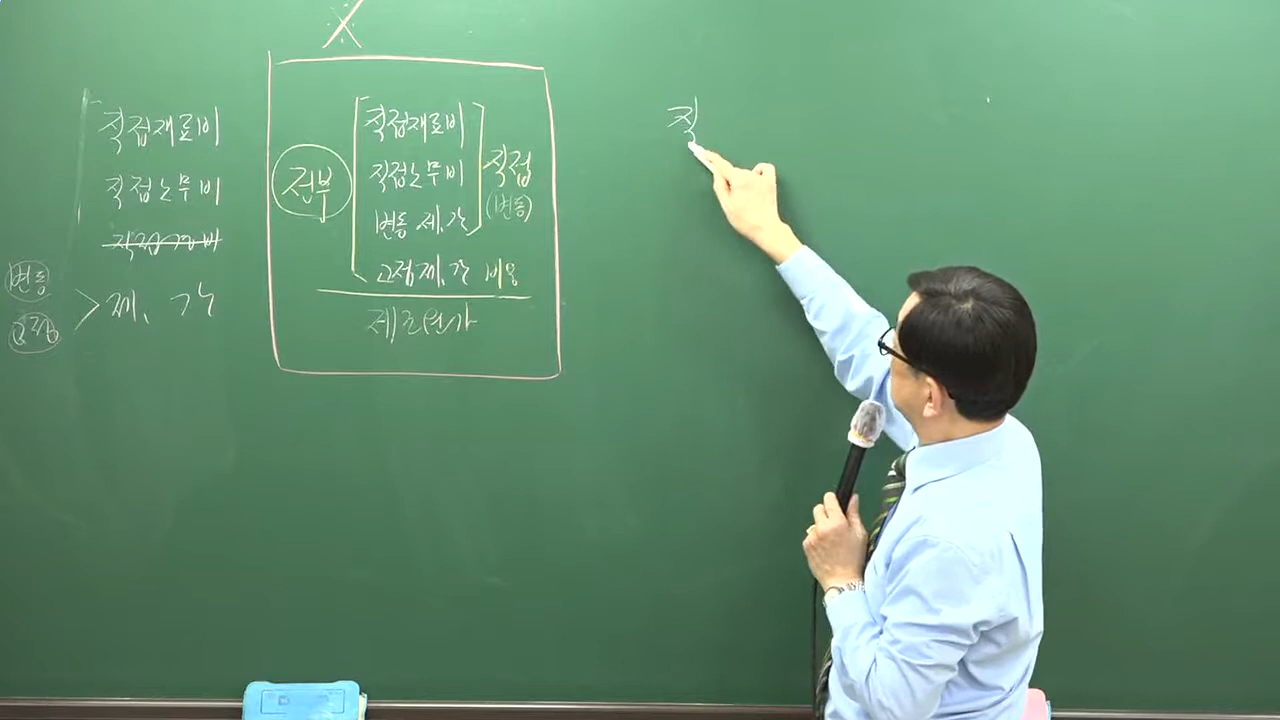 X
직접재료비
직접노무비
변동
고정
제, 간
전부
직접재료비
직접노무비
변동 제, 간
고정제, 간 비용
제조원가
직접
(변동)
직